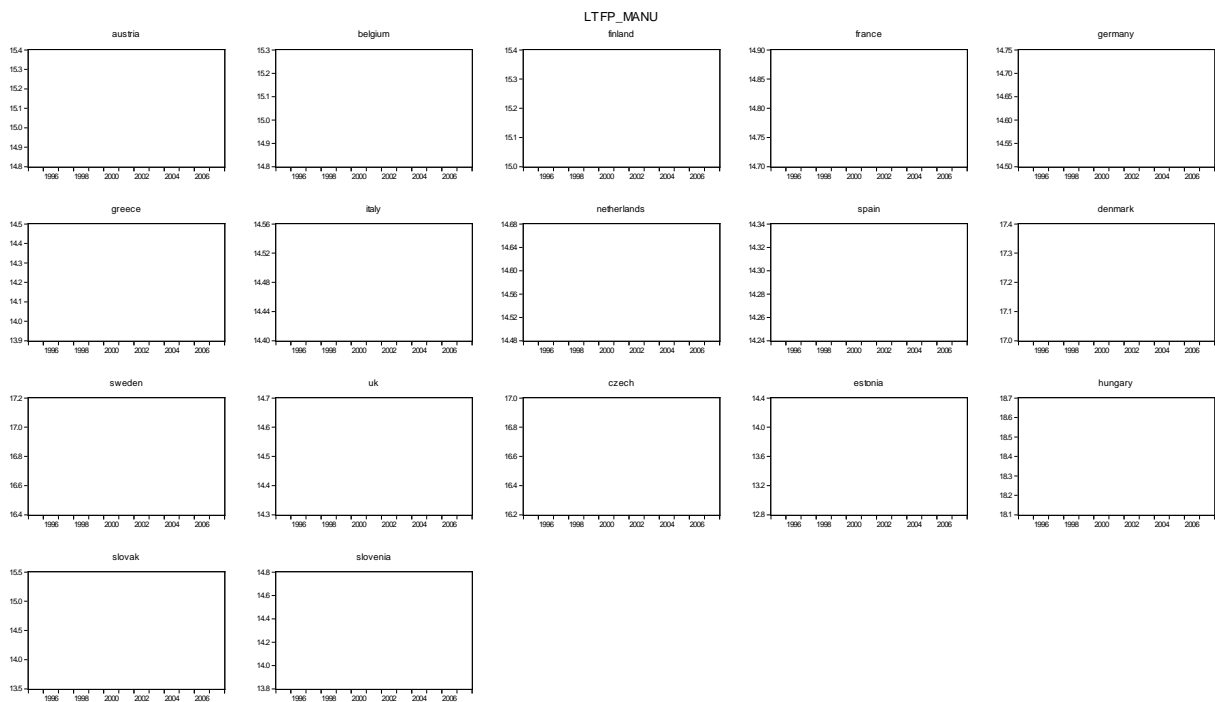 LTFP_MANU
austria belgium finland france germany
15.4 15.3 15.4 14.90 14.75
15.3 15.2 15.3 14.85 14.70
15.2 15.1 15.2 14.80 14.65
15.1 15.0 15.1 14.75 14.60
15.0 14.9 15.0 14.70 14.55
14.9 14.8 14.50
14.8
1996 1998 2000 2002 2004 2006 1996 1998 2000 2002 2004 2006 1996 1998 2000 2002 2004 2006 1996 1998 2000 2002 2004 2006 1996 1998 2000 2002 2004 2006
greece italy netherlands spain denmark
14.5 14.56 14.68 14.34 17.4
14.4 14.52 14.64 14.32 17.3
14.3 14.48 14.60 14.30 17.2
14.2 14.44 14.56 14.28 17.1
14.1 14.40 14.52 14.26 17.0
14.0 14.48 14.24
13.9
1996 1998 2000 2002 2004 2006 1996 1998 2000 2002 2004 2006 1996 1998 2000 2002 2004 2006 1996 1998 2000 2002 2004 2006 1996 1998 2000 2002 2004 2006
sweden uk czech estonia hungary
17.2 14.7 17.0 14.4 18.7
17.0 14.6 16.8 14.0 18.6
16.8 14.5 16.6 13.6 18.5
16.6 14.4 16.4 13.2 18.4
16.4 14.3 16.2 12.8 18.3
18.2
18.1
1996 1998 2000 2002 2004 2006 1996 1998 2000 2002 2004 2006 1996 1998 2000 2002 2004 2006 1996 1998 2000 2002 2004 2006 1996 1998 2000 2002 2004 2006
slovak slovenia
15.5 14.8
15.0 14.6
14.5 14.4
14.0 14.2
13.5 14.0
13.8
1996 1998 2000 2002 2004 2006 1996 1998 2000 2002 2004 2006